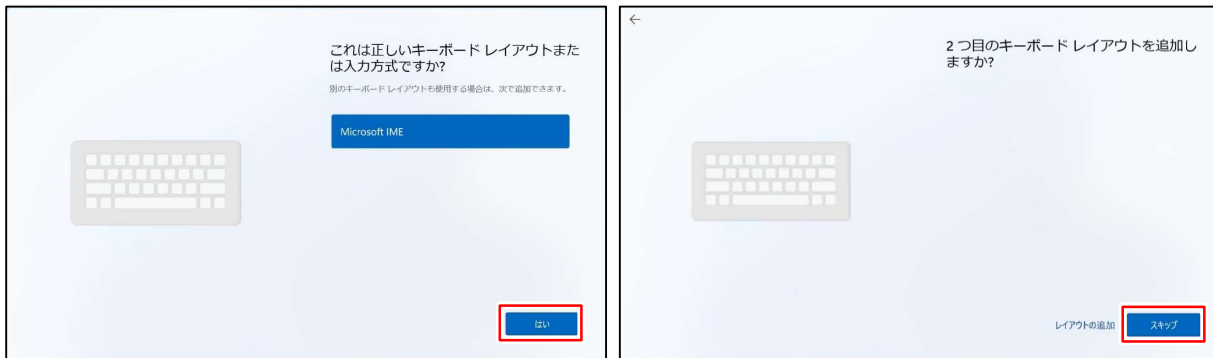 これは正しいキーボード レイアウトまた
は入力方式ですか?
別のキーボード レイアウトも使用する場合は、次で追加できます。
Microsoft IME
はい
2 つ目のキーボード レイアウトを追加し
ますか?
レイアウトの追加
スキップ